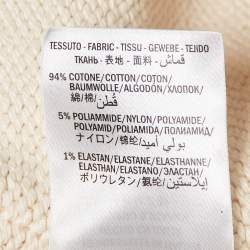 TESSUTO - FABRIC - TISSU - GEWEBE - TEJIDO
ТКАНЬ - 表地 - 面料 - قماش
94% COTONE/COTTON/COTON/
BAUMWOLLE/ALGODÓN/ХЛОПОК/
綿/棉/قطن
5% POLIAMMIDE/NYLON/POLYAMIDE/
POLYAMID/POLIAMIDA/ПОЛИАМИД/
ナイロン/锦纶/بولي أميد
1% ELASTAN/ELASTANE/ELASTHANNE/
ELASTHAN/ELASTANO/ЭЛАСТАН/
ポリウレタン/氨纶/إيلاستين